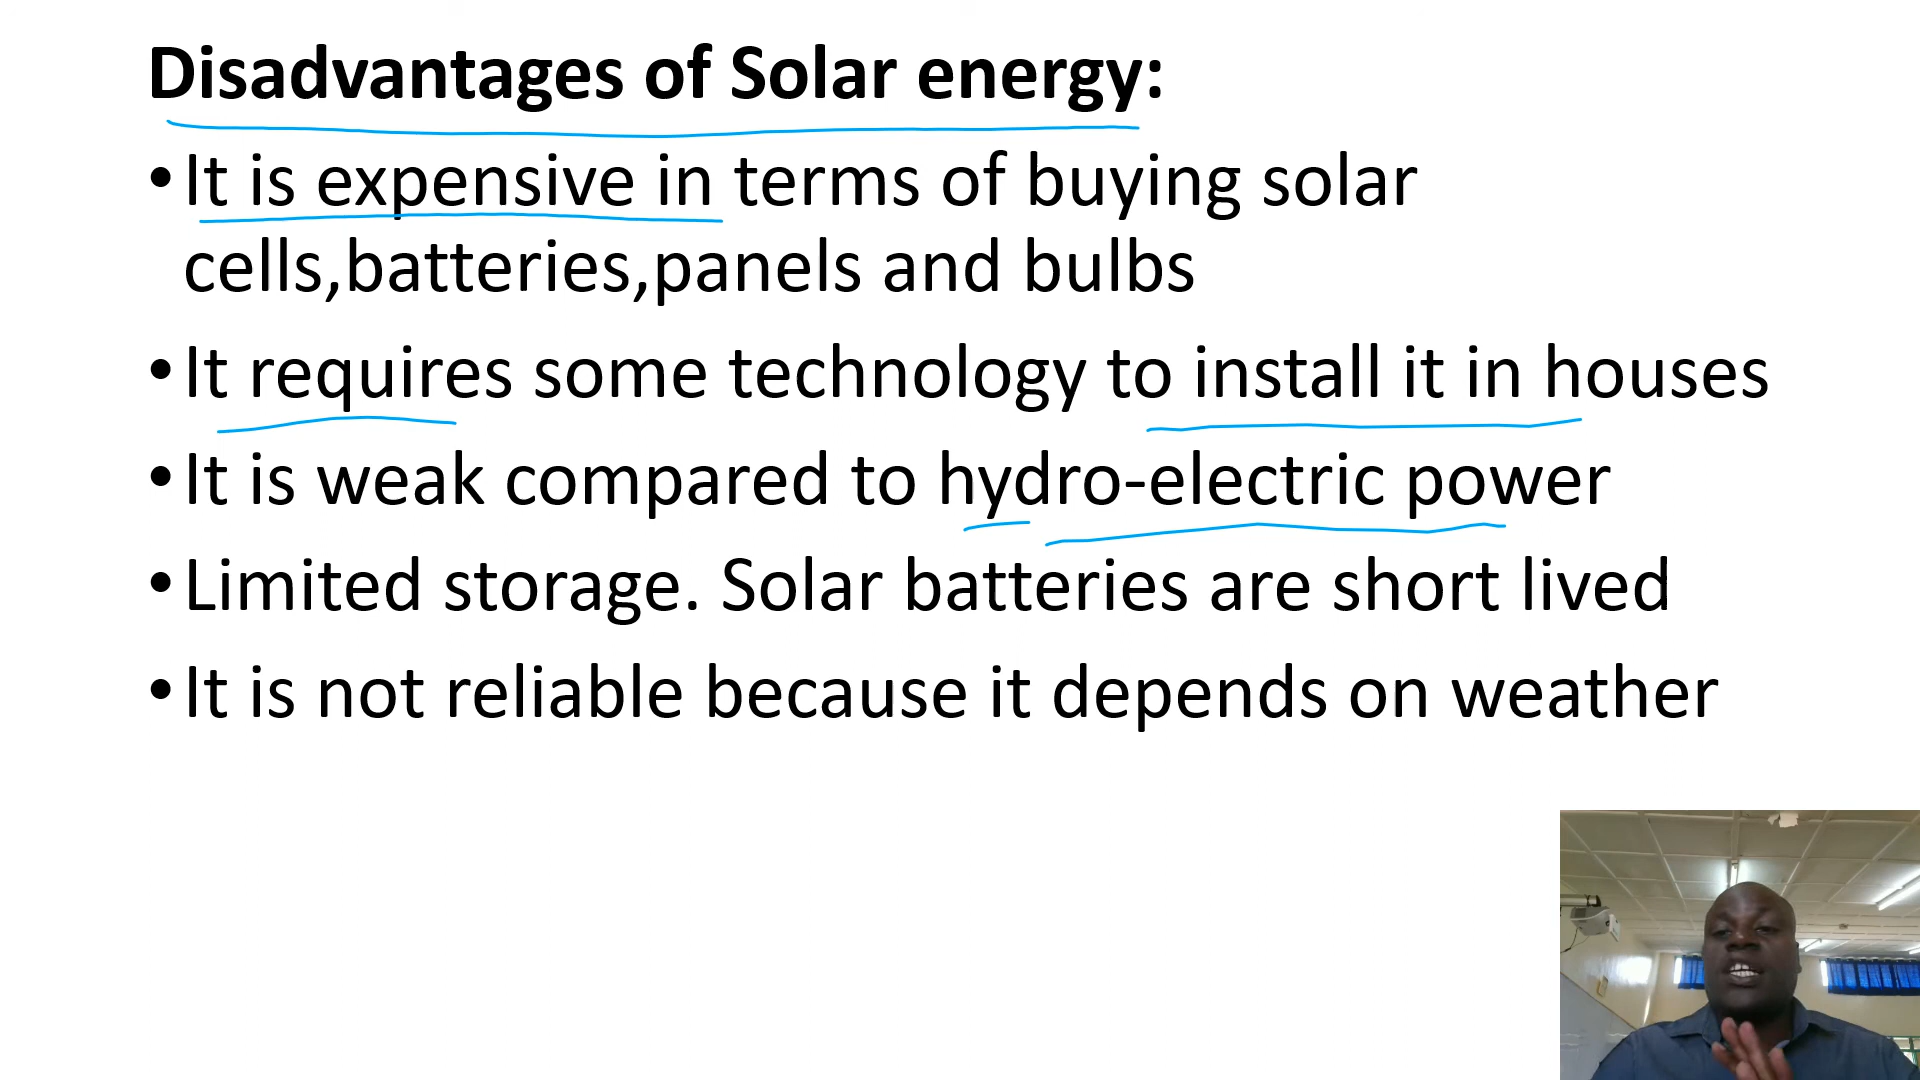 Disadvantages of Solar energy:
•It is expensive in terms of buying solar
cells,batteries,panels and bulbs
•It requires some technology to install it in houses
•It is weak compared to hydro-electric power
•Limited storage. Solar batteries are short lived
•It is not reliable because it depends on weather